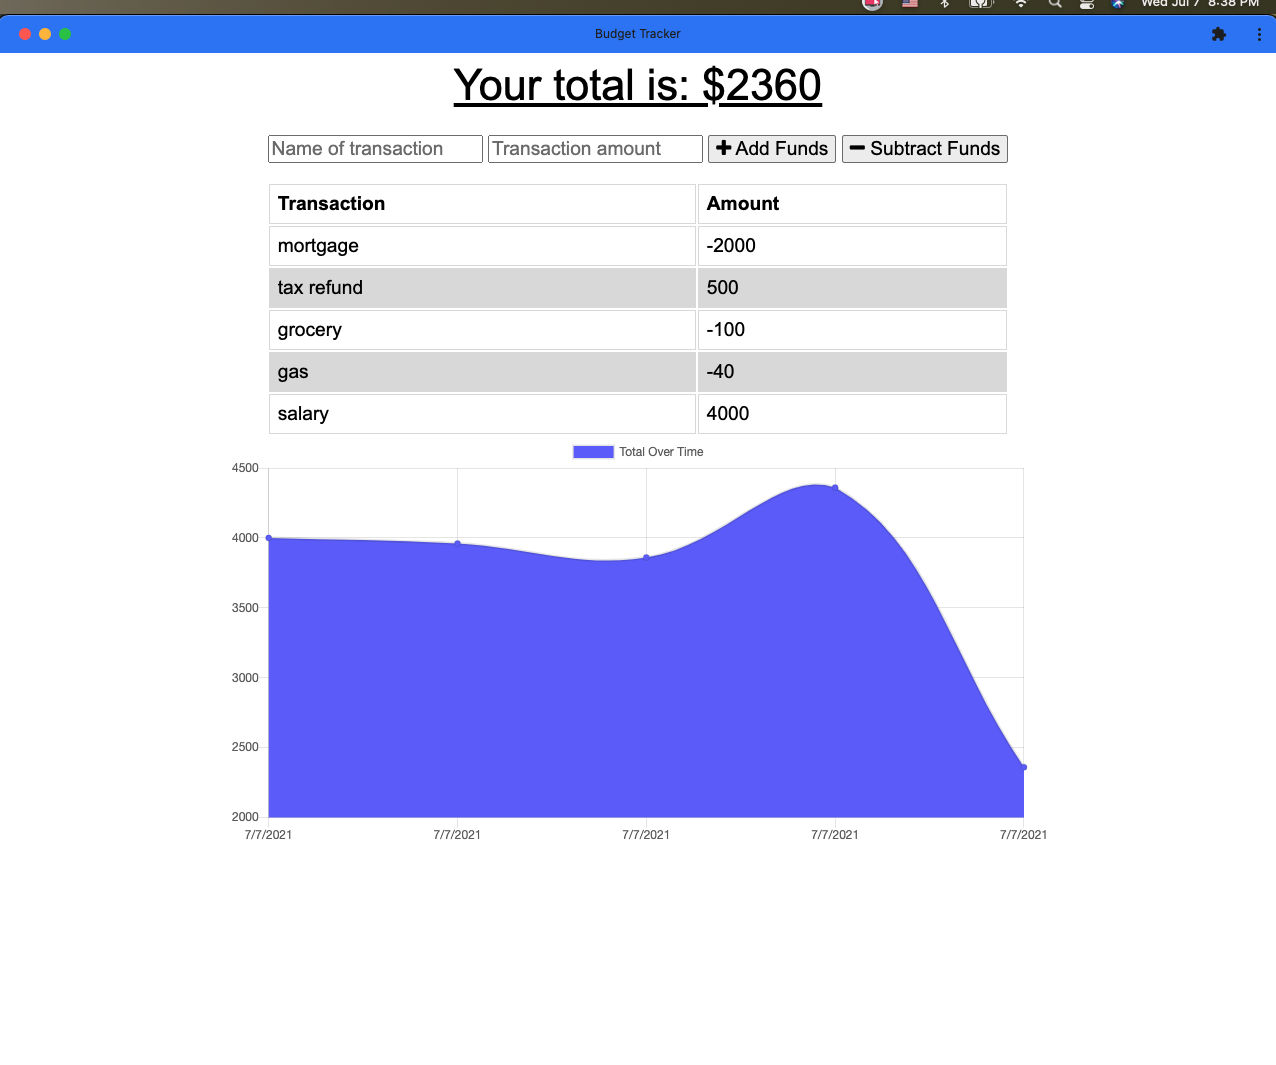 Wed Jul 7 8:38 PM
Budget Tracker
Your total is: $2360
Name of transaction Transaction amount Add Funds Subtract Funds
Transaction Amount
mortgage -2000
tax refund 500
grocery -100
gas -40
salary 4000
Total Over Time
4500
4000
3500
3000
2500
2000
7/7/2021 7/7/2021 7/7/2021 7/7/2021 7/7/2021